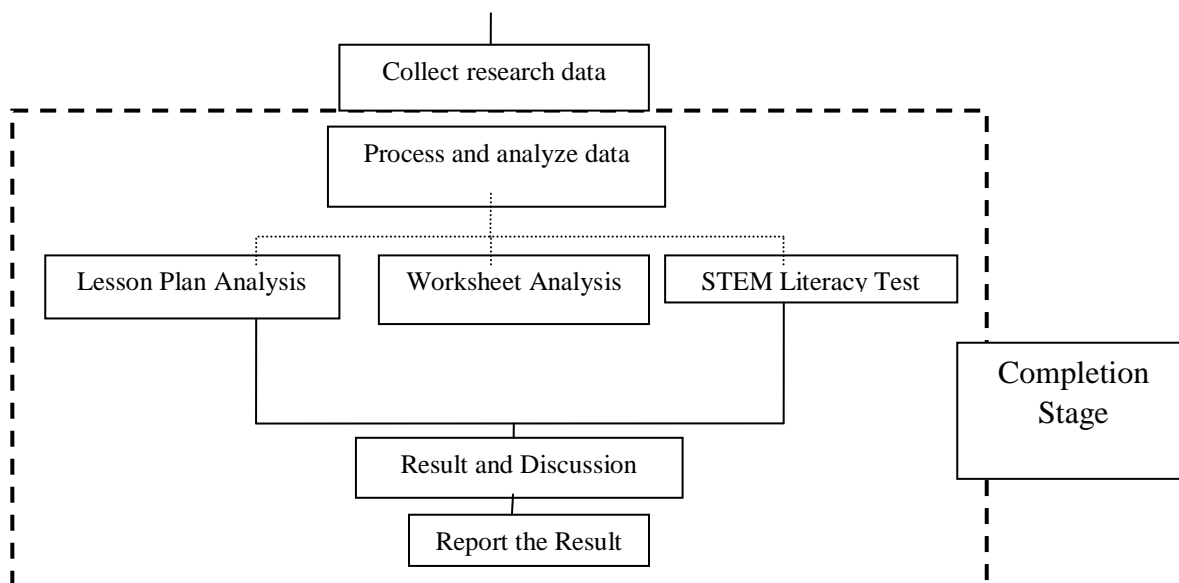 Collect research data
Process and analyze data
Lesson Plan Analysis
Worksheet Analysis
STEM Literacy Test
Completion
Stage
Result and Discussion
Report the Result